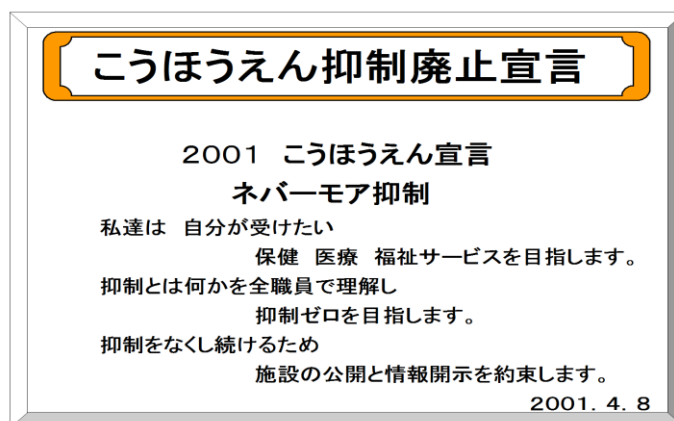 こうほうえん抑制廃止宣言
2001 こうほうえん宣言
ネバーモア抑制
私達は 自分が受けたい
保健 医療 福祉サービスを目指します。
抑制とは何かを全職員で理解し
抑制ゼロを目指します。
抑制をなくし続けるため
施設の公開と情報開示を約束します。
2001．4．8